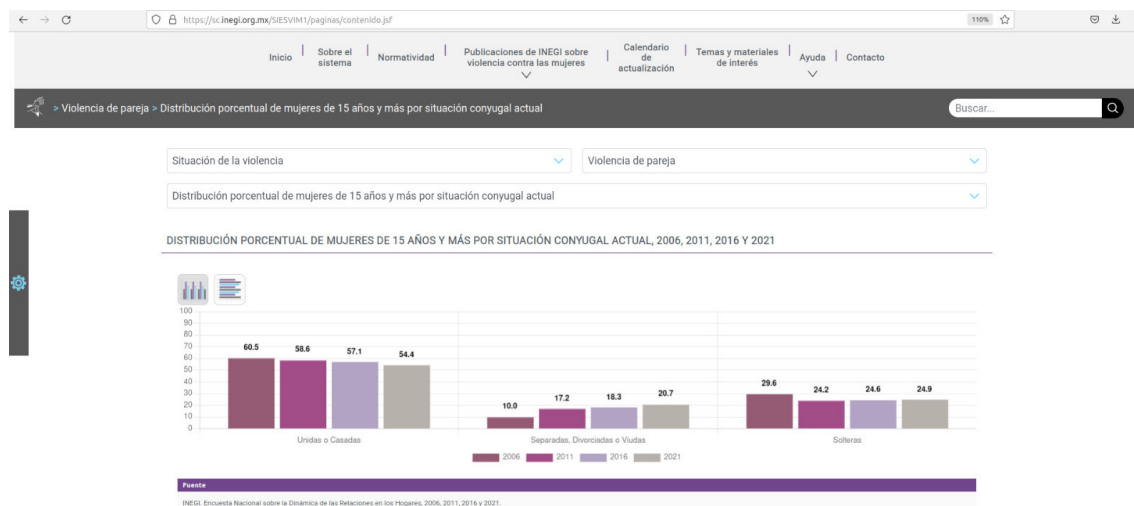 https://sc.inegi.org.mx/SIESVIM1/paginas/contenido.jsf
110%
Inicio
Sobre el
sistema
Normatividad
Publicaciones de INEGI sobre
violencia contra las mujeres
Calendario
de
actualización
Temas y materiales
de interés
Ayuda
Contacto
> Violencia de pareja > Distribución porcentual de mujeres de 15 años y más por situación conyugal actual
Buscar...
Situación de la violencia
Violencia de pareja
Distribución porcentual de mujeres de 15 años y más por situación conyugal actual
DISTRIBUCIÓN PORCENTUAL DE MUJERES DE 15 AÑOS Y MÁS POR SITUACIÓN CONYUGAL ACTUAL, 2006, 2011, 2016 Y 2021
100
90
80
70
60
50
40
30
20
10
0
60.5 58.6 57.1 54.4
10.0 17.2 18.3 20.7
29.6 24.2 24.6 24.9
Unidas o Casadas
Separadas, Divorciadas o Viudas
Solteras
2006 2011 2016 2021
Fuente
INEGI. Encuesta Nacional sobre la Dinámica de las Relaciones en los Hogares, 2006, 2011, 2016 y 2021.